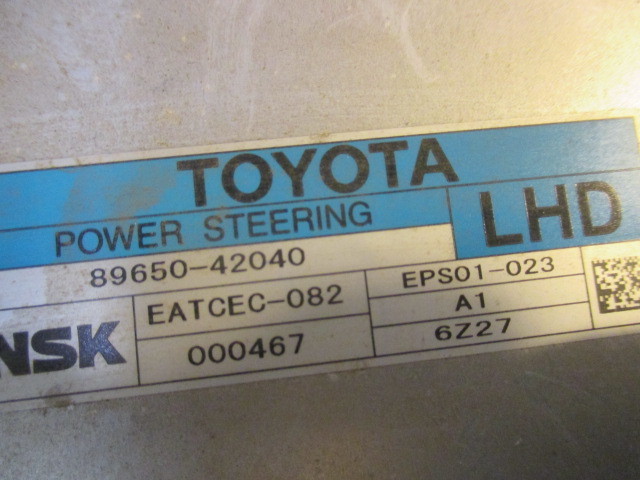 TOYOTA
POWER STEERING
LHD
89650-42040
NSK
EATCEC-082
000467
EPS01-023
A1
6Z27